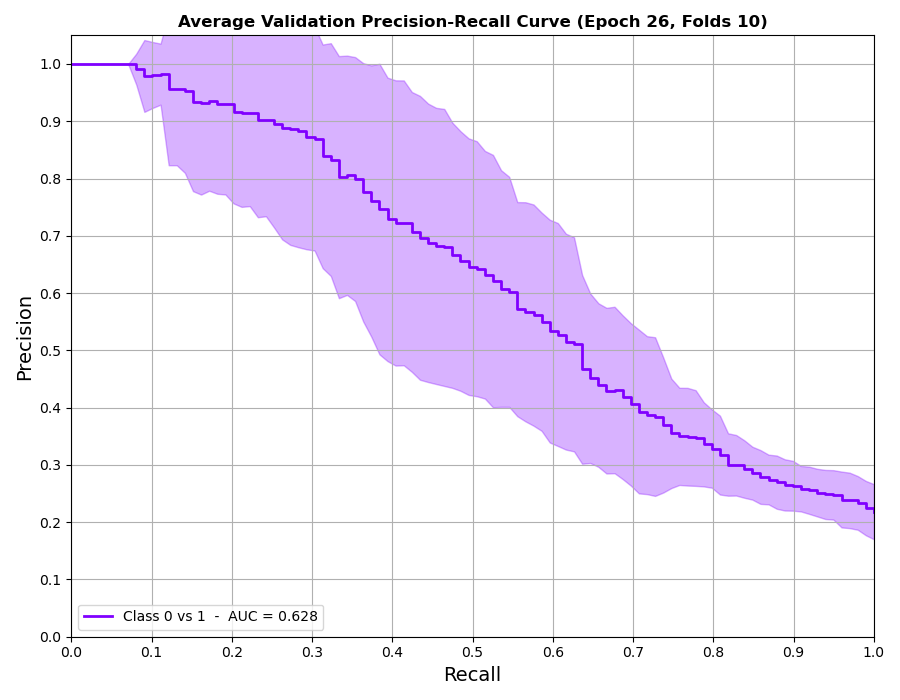 Average Validation Precision-Recall Curve (Epoch 26, Folds 10)
1.0
0.9
0.8
0.7
0.6
0.5
0.4
0.3
0.2
0.1
0.0
Precision
Class 0 vs 1 - AUC = 0.628
0.0 0.1 0.2 0.3 0.4 0.5 0.6 0.7 0.8 0.9 1.0
Recall